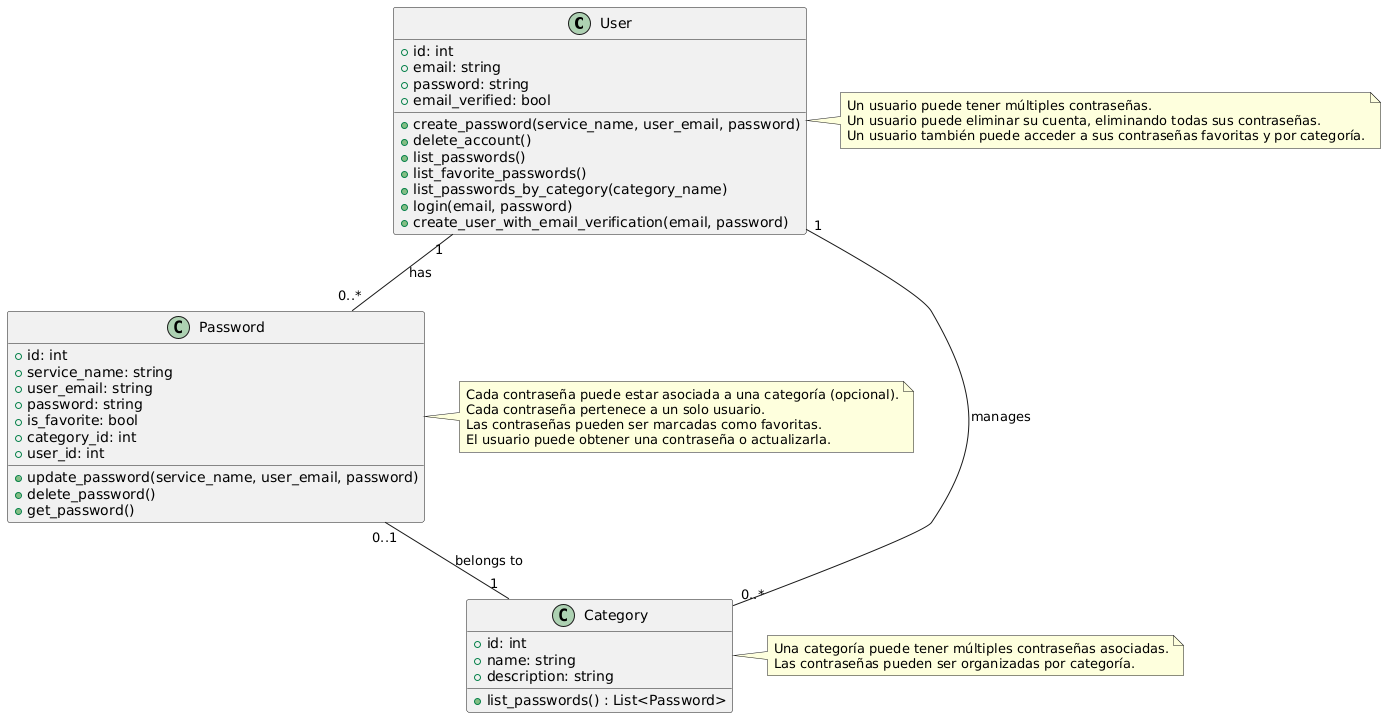 C User
id: int
email: string
password: string
email_verified: bool
create_password(service_name, user_email, password)
delete_account()
list_passwords()
list_favorite_passwords()
list_passwords_by_category(category_name)
login(email, password)
create_user_with_email_verification(email, password)
Un usuario puede tener múltiples contraseñas.
Un usuario puede eliminar su cuenta, eliminando todas sus contraseñas.
Un usuario también puede acceder a sus contraseñas favoritas y por categoría.
1
has
0..*
1
manages
0..*
C Password
id: int
service_name: string
user_email: string
password: string
is_favorite: bool
category_id: int
user_id: int
update_password(service_name, user_email, password)
delete_password()
get_password()
Cada contraseña puede estar asociada a una categoría (opcional).
Cada contraseña pertenece a un solo usuario.
Las contraseñas pueden ser marcadas como favoritas.
El usuario puede obtener una contraseña o actualizarla.
0..1
belongs to
1
C Category
id: int
name: string
description: string
list_passwords() : List<Password>
Una categoría puede tener múltiples contraseñas asociadas.
Las contraseñas pueden ser organizadas por categoría.